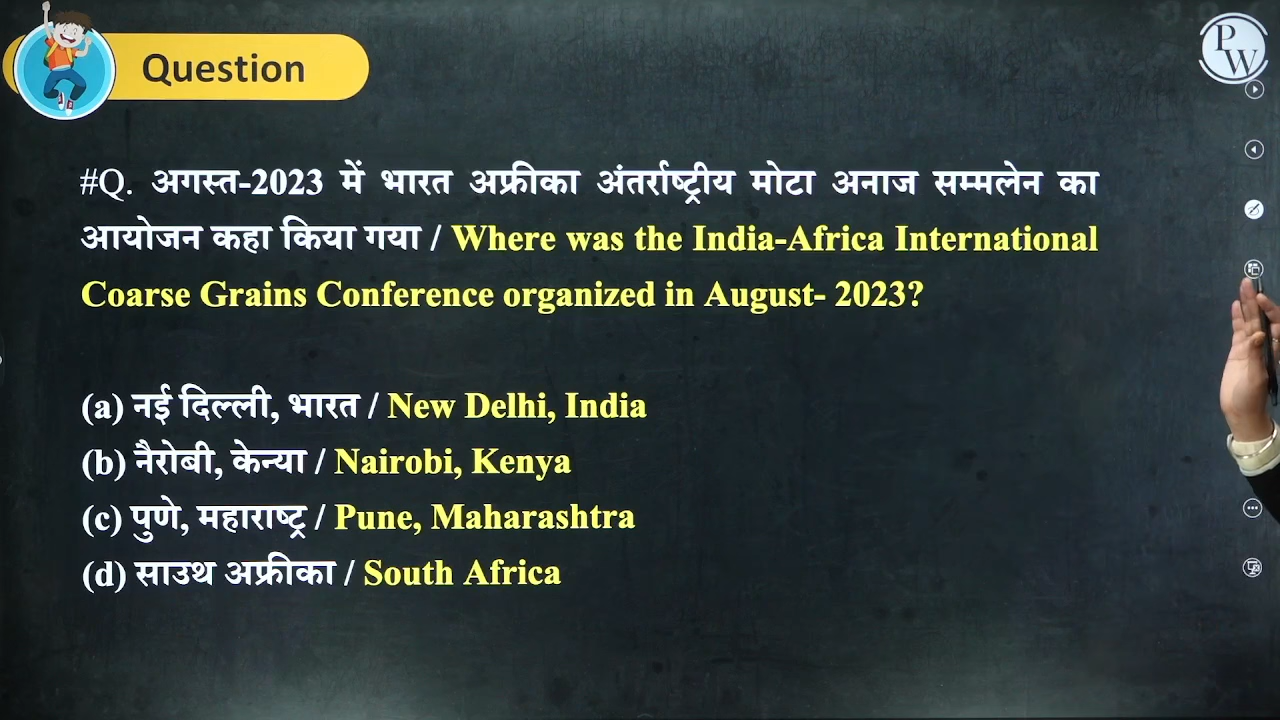 Question
PW
#Q. अगस्त-2023 में भारत अफ्रीका अंतर्राष्ट्रीय मोटा अनाज सम्मलेन का
आयोजन कहा किया गया / Where was the India-Africa International
Coarse Grains Conference organized in August- 2023?
(a) नई दिल्ली, भारत / New Delhi, India
(b) नैरोबी, केन्या / Nairobi, Kenya
(c) पुणे, महाराष्ट्र / Pune, Maharashtra
(d) साउथ अफ्रीका / South Africa